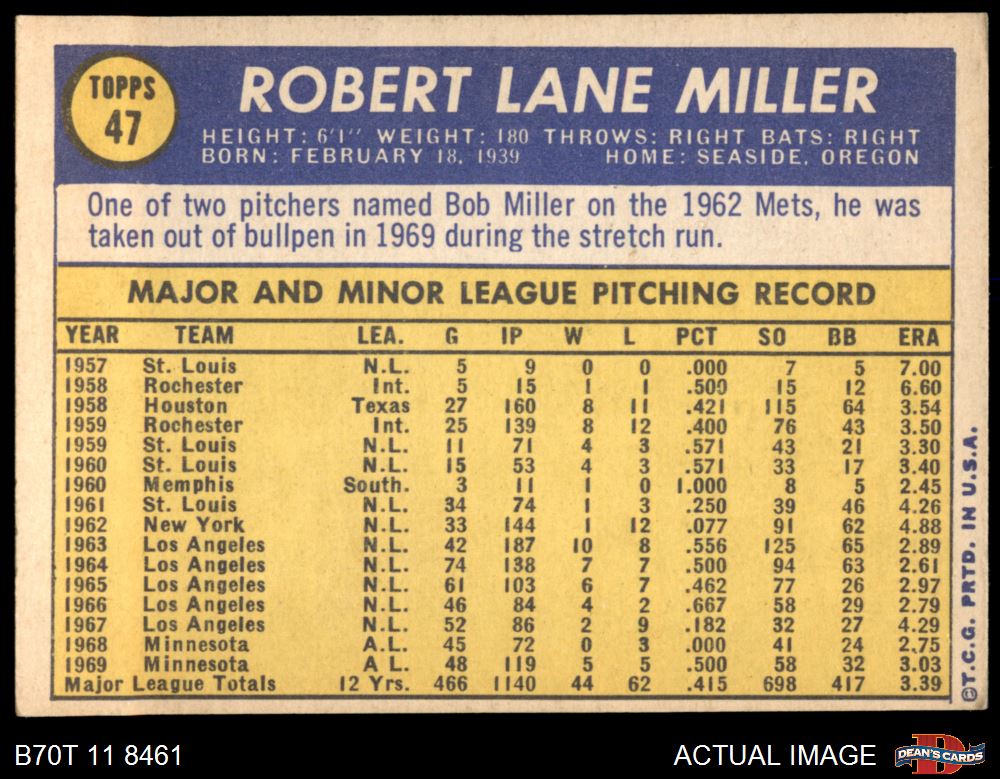 TOPPS
47
ROBERT LANE MILLER
HEIGHT: 6'1" WEIGHT: 180 THROWS: RIGHT BATS: RIGHT
BORN: FEBRUARY 18, 1939 HOME: SEASIDE, OREGON
One of two pitchers named Bob Miller on the 1962 Mets, he was
taken out of bullpen in 1969 during the stretch run.
MAJOR AND MINOR LEAGUE PITCHING RECORD
YEAR TEAM LEA. G IP W L PCT SO BB ERA
1957 St. Louis N.L. 5 9 0 0 .000 7 5 7.00
1958 Rochester Int. 5 15 1 1 .500 15 12 6.60
1958 Houston Texas 27 160 8 11 .421 115 64 3.54
1959 Rochester Int. 25 139 8 12 .400 76 43 3.50
1959 St. Louis N.L. 11 71 4 3 .571 43 21 3.30
1960 St. Louis N.L. 15 53 4 3 .571 33 17 3.40
1960 Memphis South. 3 11 1 0 1.000 8 5 2.45
1961 St. Louis N.L. 34 74 1 3 .250 39 46 4.26
1962 New York N.L. 33 144 1 12 .077 91 62 4.88
1963 Los Angeles N.L. 42 187 10 8 .556 125 65 2.89
1964 Los Angeles N.L. 74 138 7 7 .500 94 63 2.61
1965 Los Angeles N.L. 61 103 6 7 .462 77 26 2.97
1966 Los Angeles N.L. 46 84 4 2 .667 58 29 2.79
1967 Los Angeles N.L. 52 86 2 9 .182 32 27 4.29
1968 Minnesota A.L. 45 72 0 3 .000 41 24 2.75
1969 Minnesota A L. 48 119 5 5 .500 58 32 3.03
Major League Totals 12 Yrs. 466 1140 44 62 .415 698 417 3.39
©T.C.G. PRTD. IN U.S.A.
B70T 11 8461
ACTUAL IMAGE
DEAN'S CARDS